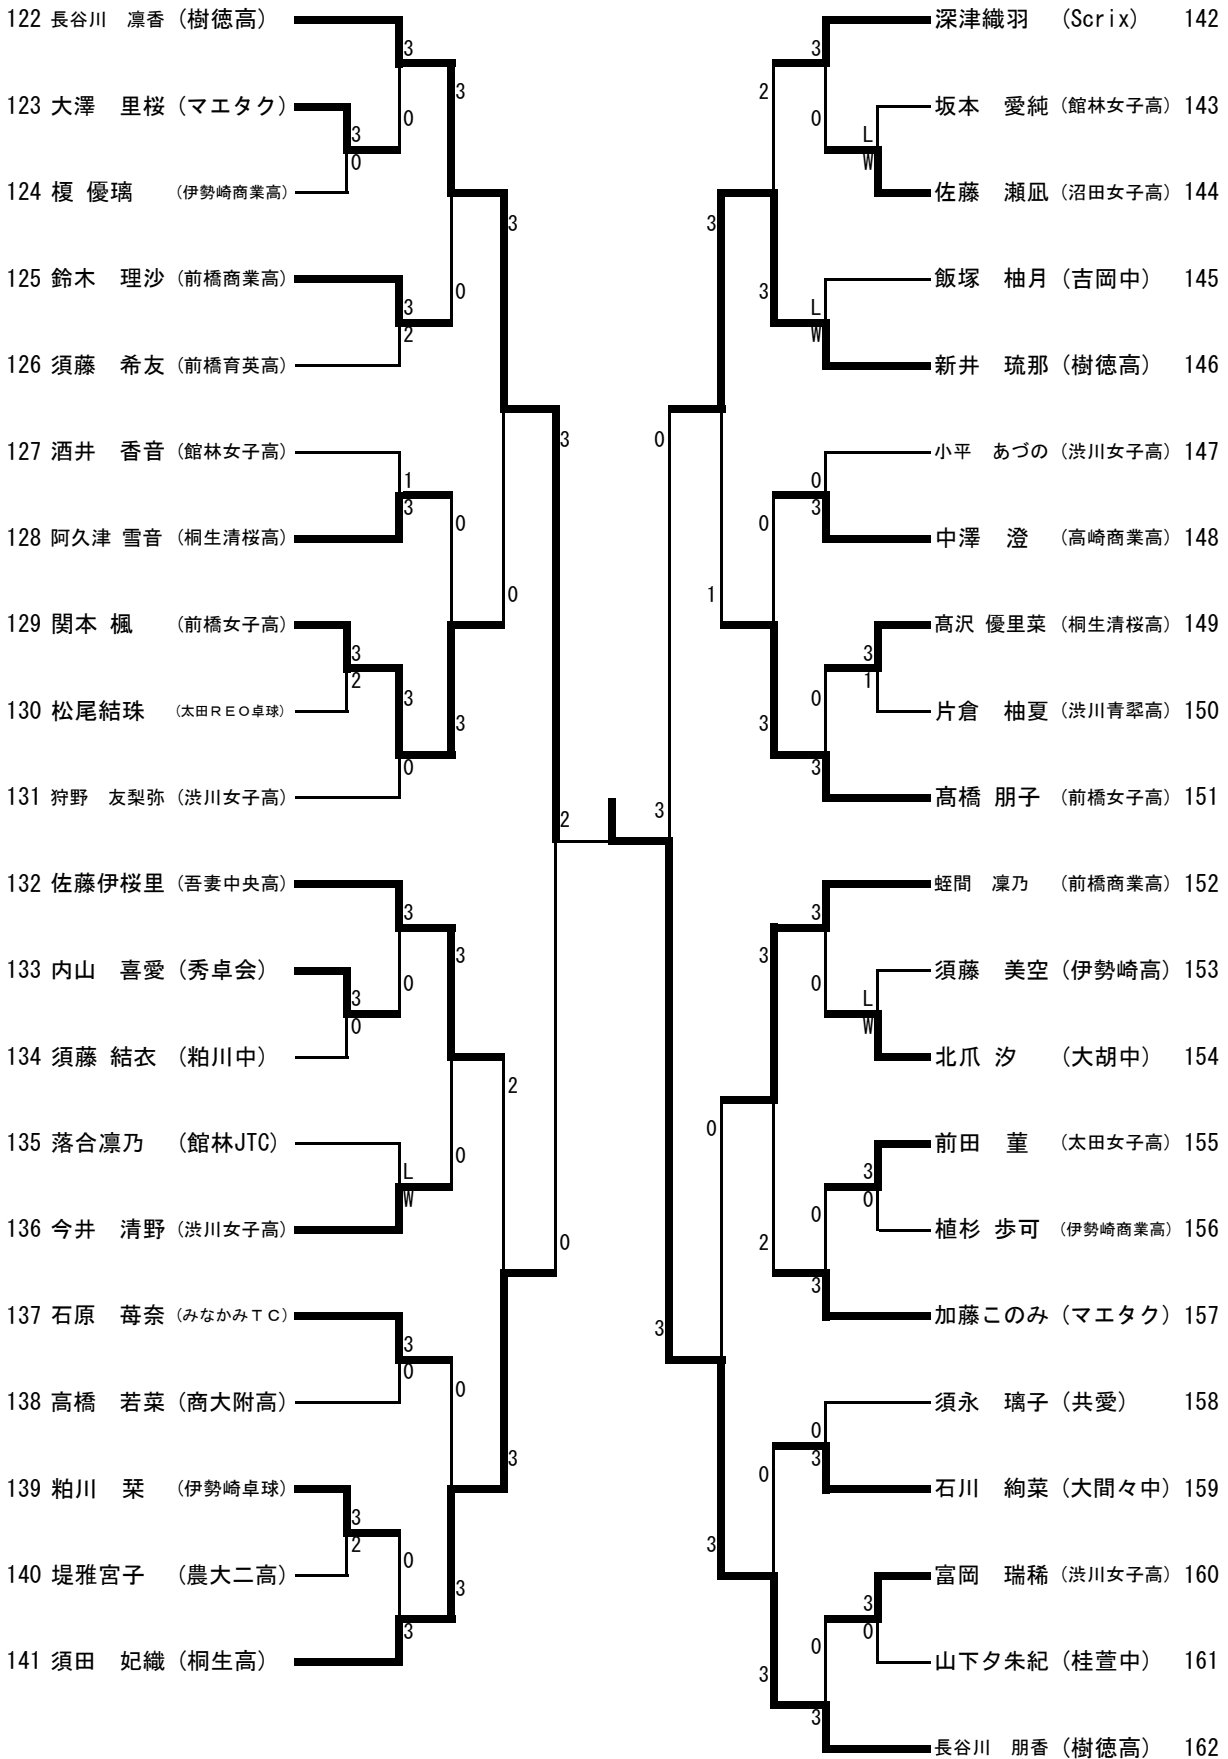 122 長谷川　凛香 (樹徳高)
3
3
123 大澤　里桜 (マエタク)
0
3
0
124 榎 優璃 (伊勢崎商業高)
3
125 鈴木　理沙 (前橋商業高)
0
3
2
126 須藤　希友 (前橋育英高)
3
127 酒井　香音 (館林女子高)
1
3
0
128 阿久津 雪音 (桐生清桜高)
0
129 関本 楓 (前橋女子高)
3
2
3
130 松尾結珠 (太田REO卓球)
3
0
131 狩野　友梨弥 (渋川女子高)
2
132 佐藤伊桜里 (吾妻中央高)
3
3
133 内山　喜愛 (秀卓会)
0
3
0
134 須藤 結衣 (粕川中)
2
135 落合凛乃 (館林JTC)
0
L
W
136 今井　清野 (渋川女子高)
0
137 石原　苺奈 (みなかみTC)
3
0
0
138 高橋　若菜 (商大附高)
3
139 粕川　栞 (伊勢崎卓球)
3
2
0
140 堤雅宮子 (農大二高)
3
3
141 須田　妃織 (桐生高)
深津織羽 (Scrix) 142
3
2
坂本　愛純 (館林女子高) 143
0
L
W
佐藤　瀬凪 (沼田女子高) 144
3
飯塚　柚月 (吉岡中) 145
3
L
W
新井　琉那 (樹徳高) 146
0
小平　あづの (渋川女子高) 147
0
3
0
中澤　澄 (高崎商業高) 148
1
髙沢 優里菜 (桐生清桜高) 149
3
1
0
片倉　柚夏 (渋川青翠高) 150
3
3
髙橋 朋子 (前橋女子高) 151
3
蛭間　凜乃 (前橋商業高) 152
3
3
須藤　美空 (伊勢崎高) 153
0
L
W
北爪 汐 (大胡中) 154
0
前田　菫 (太田女子高) 155
3
0
0
植杉 歩可 (伊勢崎商業高) 156
2
3
加藤このみ (マエタク) 157
3
須永　璃子 (共愛) 158
0
3
0
石川　絢菜 (大間々中) 159
3
富岡　瑞稀 (渋川女子高) 160
3
0
0
山下夕朱紀 (桂萱中) 161
3
3
長谷川　朋香 (樹徳高) 162